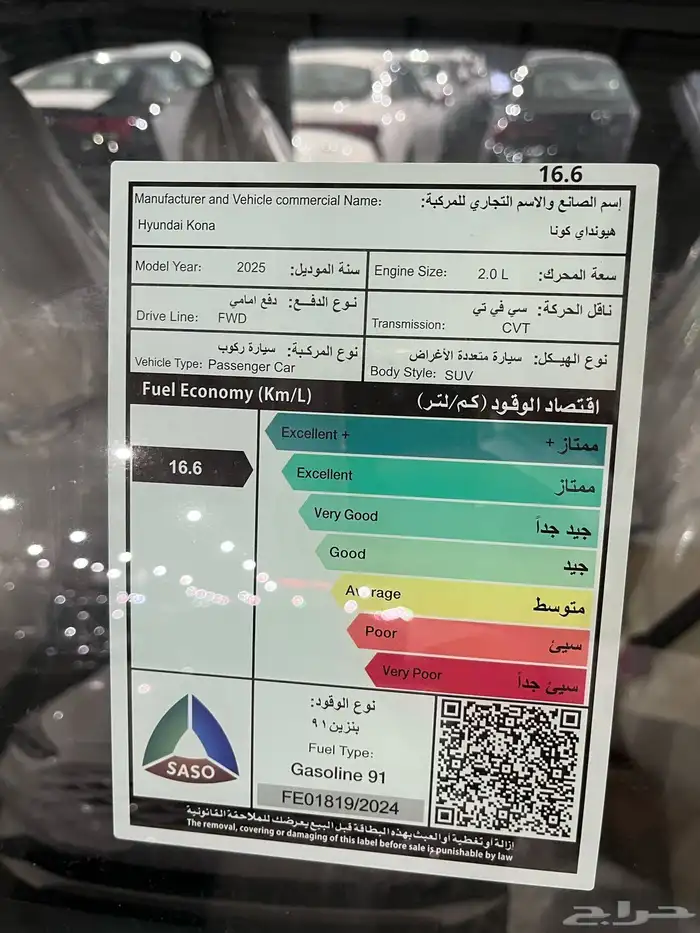 16.6
Manufacturer and Vehicle commercial Name: إسم الصانع والاسم التجاري للمركبة:
Hyundai Kona هيونداي كونا
Model Year: 2025 سنة الموديل:
Engine Size: 2.0 L سعة المحرك:
نوع الدفـع: دفع امامي
Drive Line: FWD
ناقل الحركة: سي في تي
Transmission: CVT
نوع المركبة: سيارة ركوب
Vehicle Type: Passenger Car
نوع الهيكل: سيارة متعددة الأغراض
Body Style: SUV
Fuel Economy (Km/L) اقتصاد الوقود (كم/لتر)
16.6
Excellent + ممتاز +
Excellent ممتاز
Very Good جيد جداً
Good جيد
Average متوسط
Poor سيئ
Very Poor سيئ جداً
SASO
نوع الوقود:
بنزين ٩١
Fuel Type:
Gasoline 91
FE01819/2024
إزالة أو تغطية أو العبث بهذه البطاقة قبل البيع يعرضك للملاحقة القانونية
The removal, covering or damaging of this label before sale is punishable by law
حراج